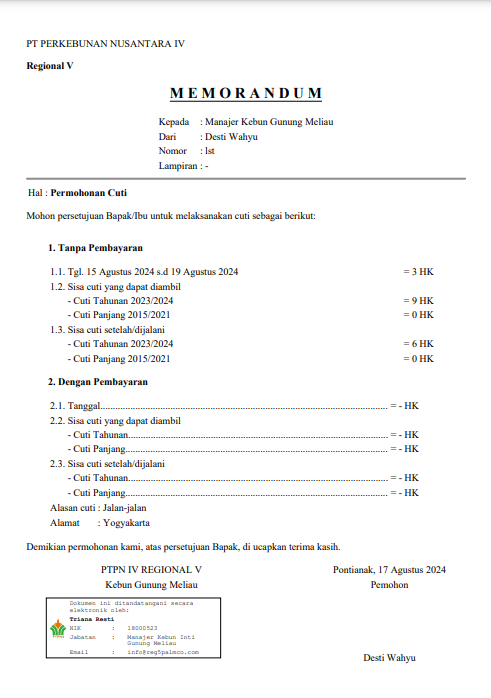 PT PERKEBUNAN NUSANTARA IV
Regional V
M E M O R A N D U M
Kepada : Manajer Kebun Gunung Meliau
Dari : Desti Wahyu
Nomor : lst
Lampiran : -
Hal : Permohonan Cuti
Mohon persetujuan Bapak/Ibu untuk melaksanakan cuti sebagai berikut:
1. Tanpa Pembayaran
1.1. Tgl. 15 Agustus 2024 s.d 19 Agustus 2024 = 3 HK
1.2. Sisa cuti yang dapat diambil
- Cuti Tahunan 2023/2024 = 9 HK
- Cuti Panjang 2015/2021 = 0 HK
1.3. Sisa cuti setelah/dijalani
- Cuti Tahunan 2023/2024 = 6 HK
- Cuti Panjang 2015/2021 = 0 HK
2. Dengan Pembayaran
2.1. Tanggal........................................ = - HK
2.2. Sisa cuti yang dapat diambil
- Cuti Tahunan........................................ = - HK
- Cuti Panjang........................................ = - HK
2.3. Sisa cuti setelah/dijalani
- Cuti Tahunan........................................ = - HK
- Cuti Panjang........................................ = - HK
Alasan cuti : Jalan-jalan
Alamat : Yogyakarta
Demikian permohonan kami, atas persetujuan Bapak, di ucapkan terima kasih.
PTPN IV REGIONAL V
Kebun Gunung Meliau
Dokumen ini ditandatangani secara
elektronik oleh:
Triana Resti
NIK : 18000523
Jabatan : Manajer Kebun Inti
Gunung Meliau
Email : info@reg5palmco.com
Pontianak, 17 Agustus 2024
Pemohon
Desti Wahyu